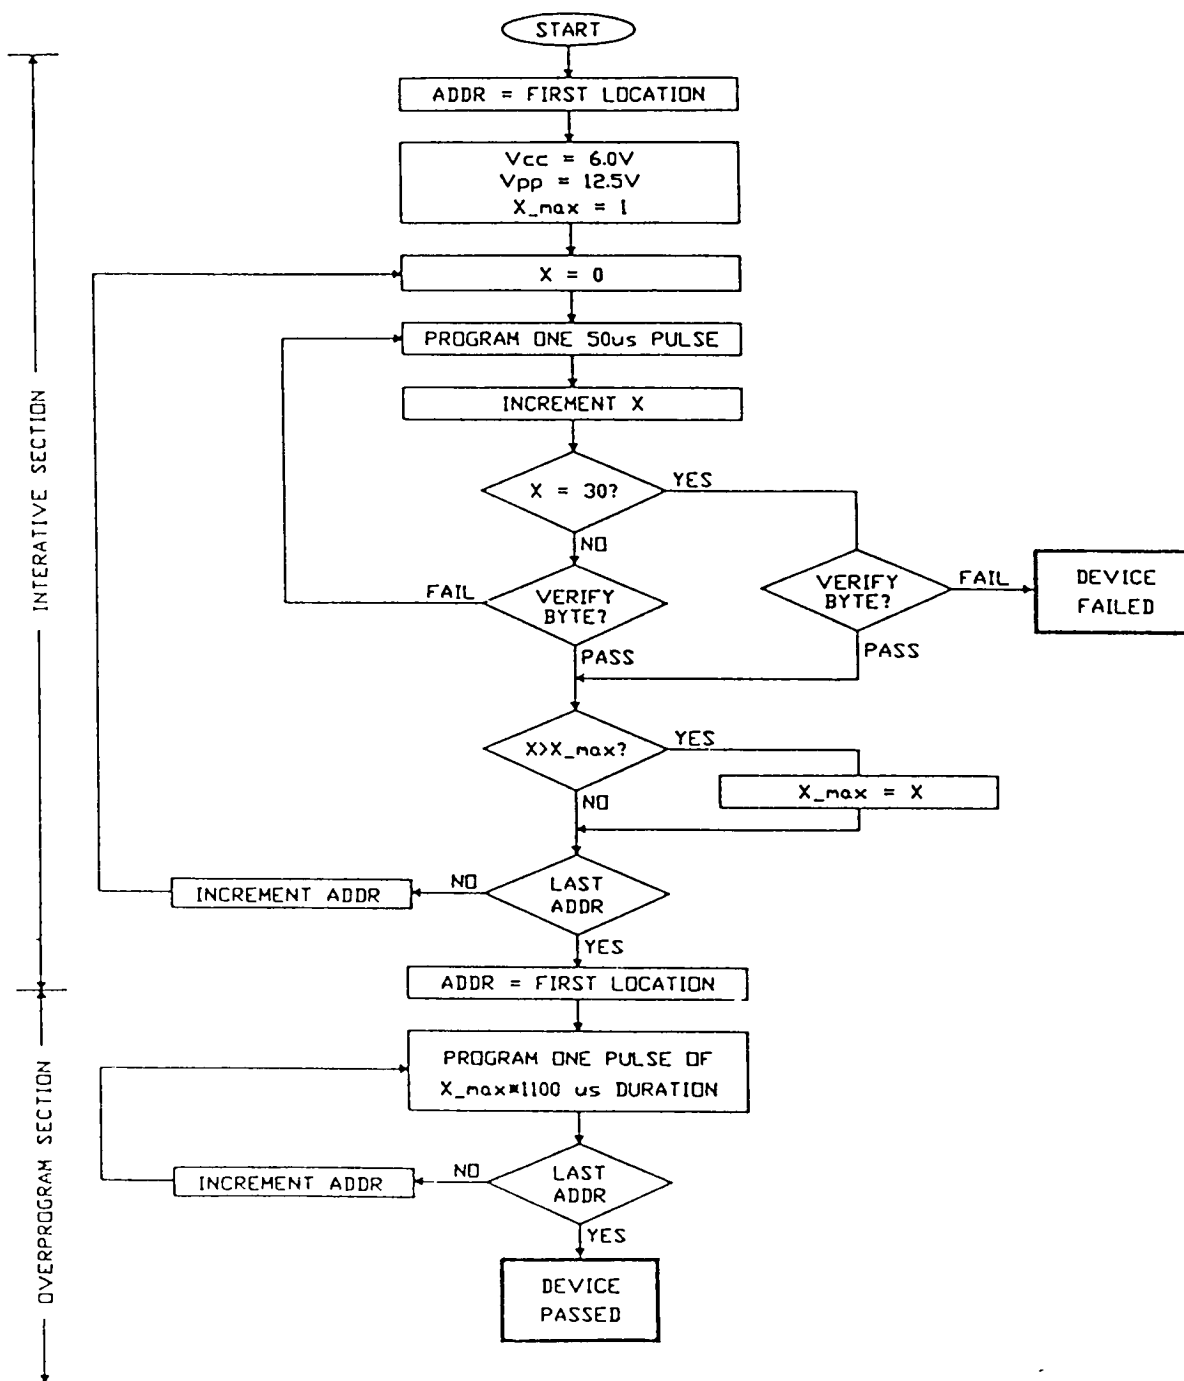 START
ADDR = FIRST LOCATION
Vcc = 6.0V
Vpp = 12.5V
X_max = 1
X = 0
PROGRAM ONE 50us PULSE
INCREMENT X
X = 30?
YES
NO
VERIFY
BYTE?
FAIL
PASS
VERIFY
BYTE?
FAIL
PASS
DEVICE
FAILED
X>X_max?
YES
NO
X_max = X
LAST
ADDR
NO
INCREMENT ADDR
YES
INTERATIVE SECTION
ADDR = FIRST LOCATION
PROGRAM ONE PULSE OF
X_max*1100 us DURATION
LAST
ADDR
NO
INCREMENT ADDR
YES
DEVICE
PASSED
OVERPROGRAM SECTION